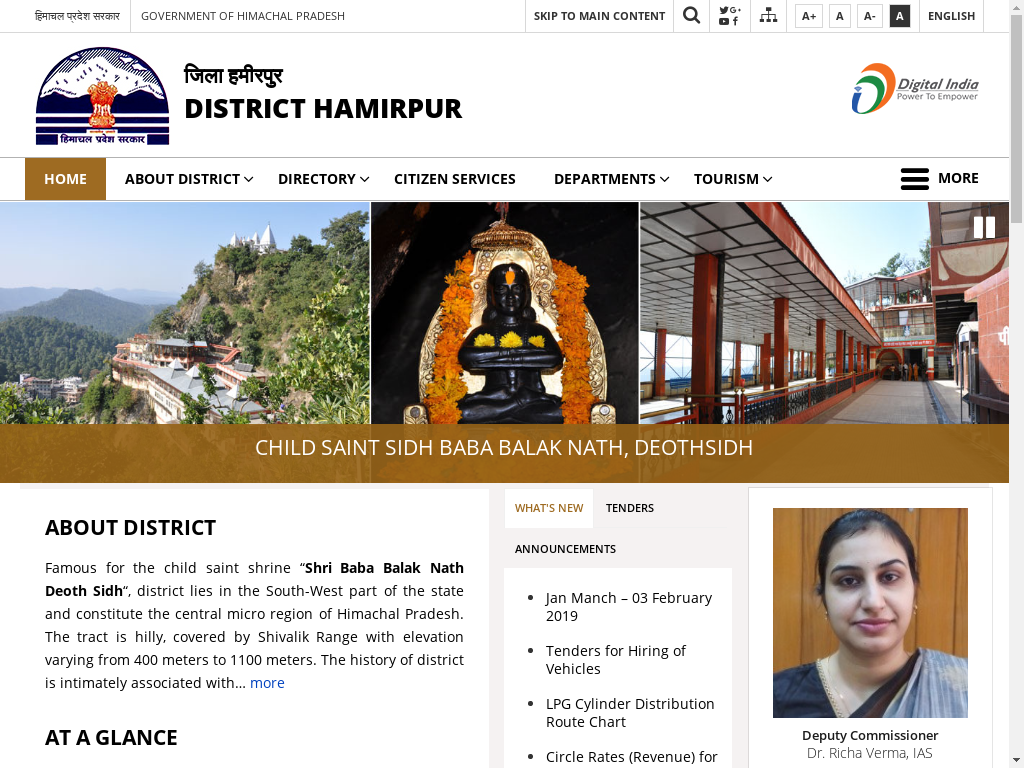 हिमाचल प्रदेश सरकार
GOVERNMENT OF HIMACHAL PRADESH
SKIP TO MAIN CONTENT
A+
A
A-
A
ENGLISH
हिमाचल प्रदेश सरकार
जिला हमीरपुर
DISTRICT HAMIRPUR
Digital India
Power To Empower
HOME
ABOUT DISTRICT
DIRECTORY
CITIZEN SERVICES
DEPARTMENTS
TOURISM
MORE
CHILD SAINT SIDH BABA BALAK NATH, DEOTHSIDH
ABOUT DISTRICT
Famous for the child saint shrine “Shri Baba Balak Nath
Deoth Sidh“, district lies in the South-West part of the state
and constitute the central micro region of Himachal Pradesh.
The tract is hilly, covered by Shivalik Range with elevation
varying from 400 meters to 1100 meters. The history of district
is intimately associated with… more
AT A GLANCE
WHAT'S NEW
TENDERS
ANNOUNCEMENTS
Jan Manch – 03 February
2019
Tenders for Hiring of
Vehicles
LPG Cylinder Distribution
Route Chart
Circle Rates (Revenue) for
Deputy Commissioner
Dr. Richa Verma, IAS